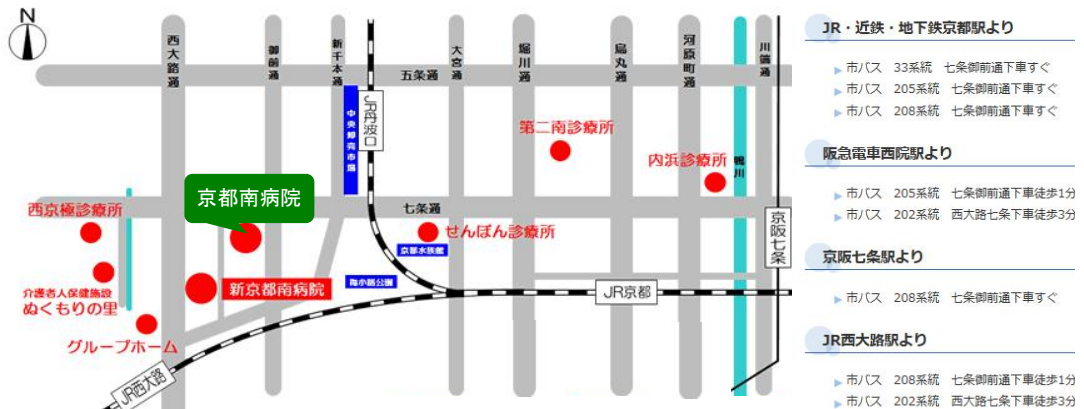 N
西大路通
御前通
新千本通
大宮通
堀川通
烏丸通
河原町通
川端通
五条通
JR丹波口
中央卸売市場
第二南診療所
内浜診療所
鴨川
京都南病院
西京極診療所
七条通
せんぼん診療所
京都水族館
京阪七条
新京都南病院
梅小路公園
JR京都
介護老人保健施設
ぬくもりの里
グループホーム
JR西大路
JR・近鉄・地下鉄京都駅より
市バス 33系統 七条御前通下車すぐ
市バス 205系統 七条御前通下車すぐ
市バス 208系統 七条御前通下車すぐ
阪急電車西院駅より
市バス 205系統 七条御前通下車徒歩1分
市バス 202系統 西大路七条下車徒歩3分
京阪七条駅より
市バス 208系統 七条御前通下車すぐ
JR西大路駅より
市バス 208系統 七条御前通下車徒歩1分
市バス 202系統 西大路七条下車徒歩3分